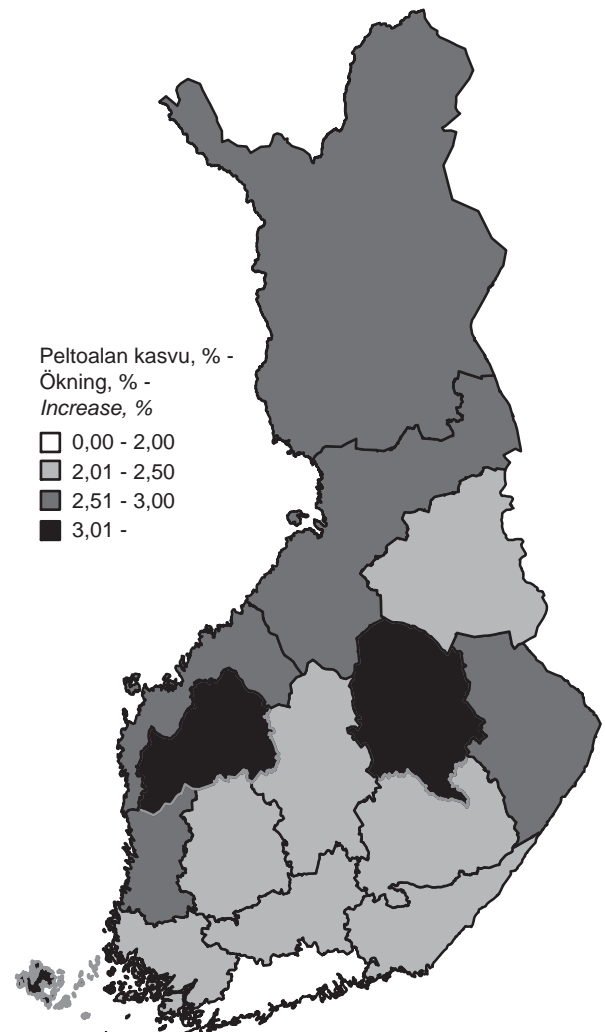 Peltoalan kasvu, % -
Ökning, % -
Increase, %
0,00 - 2,00
2,01 - 2,50
2,51 - 3,00
3,01 -